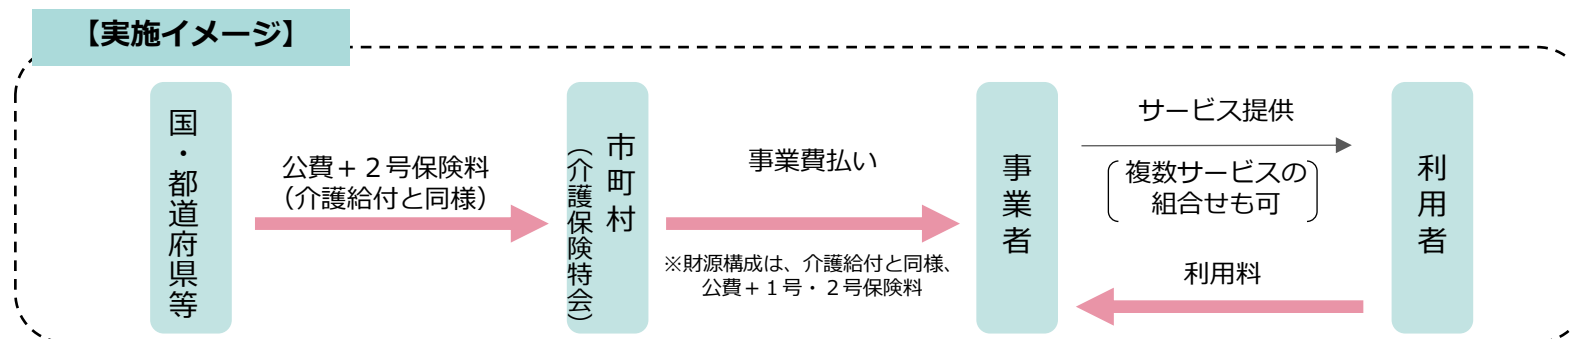 【実施イメージ】
国・都道府県等
公費＋２号保険料
（介護給付と同様）
市町村
（介護保険特会）
事業費払い
※財源構成は、介護給付と同様、
公費＋１号・２号保険料
事業者
サービス提供
複数サービスの
組合せも可
利用料
利用者